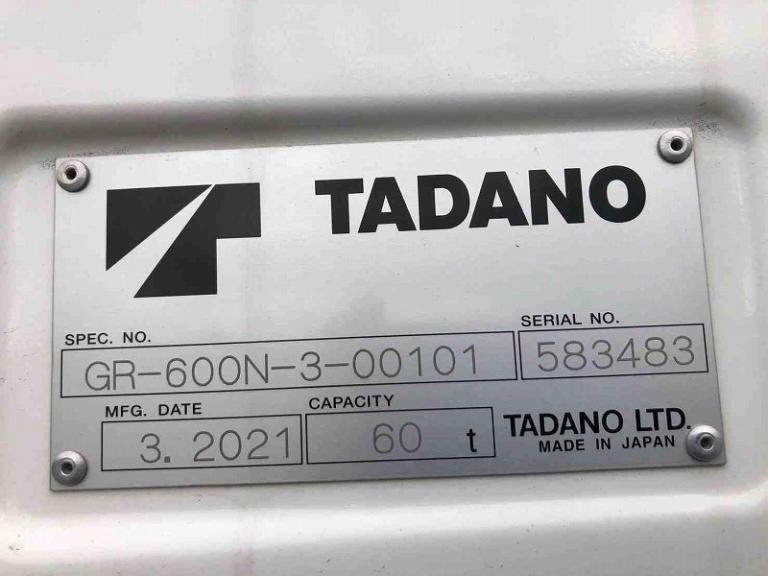 TADANO
SPEC. NO.
SERIAL NO.
GR-600N-3-00101
583483
MFG. DATE
CAPACITY
3. 2021
60 t
TADANO LTD.
MADE IN JAPAN